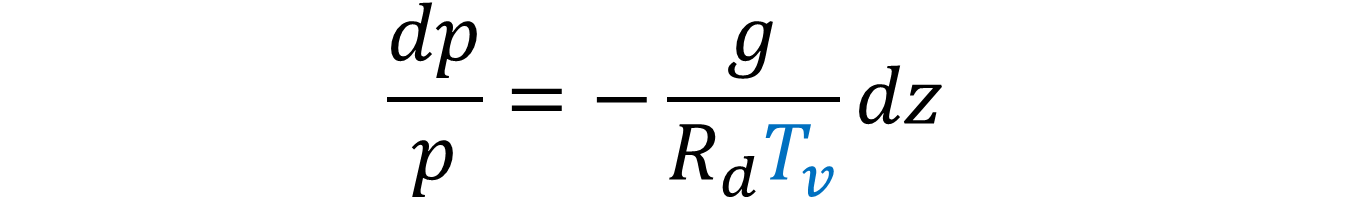 dp/p = − g/(R_d T_v) dz